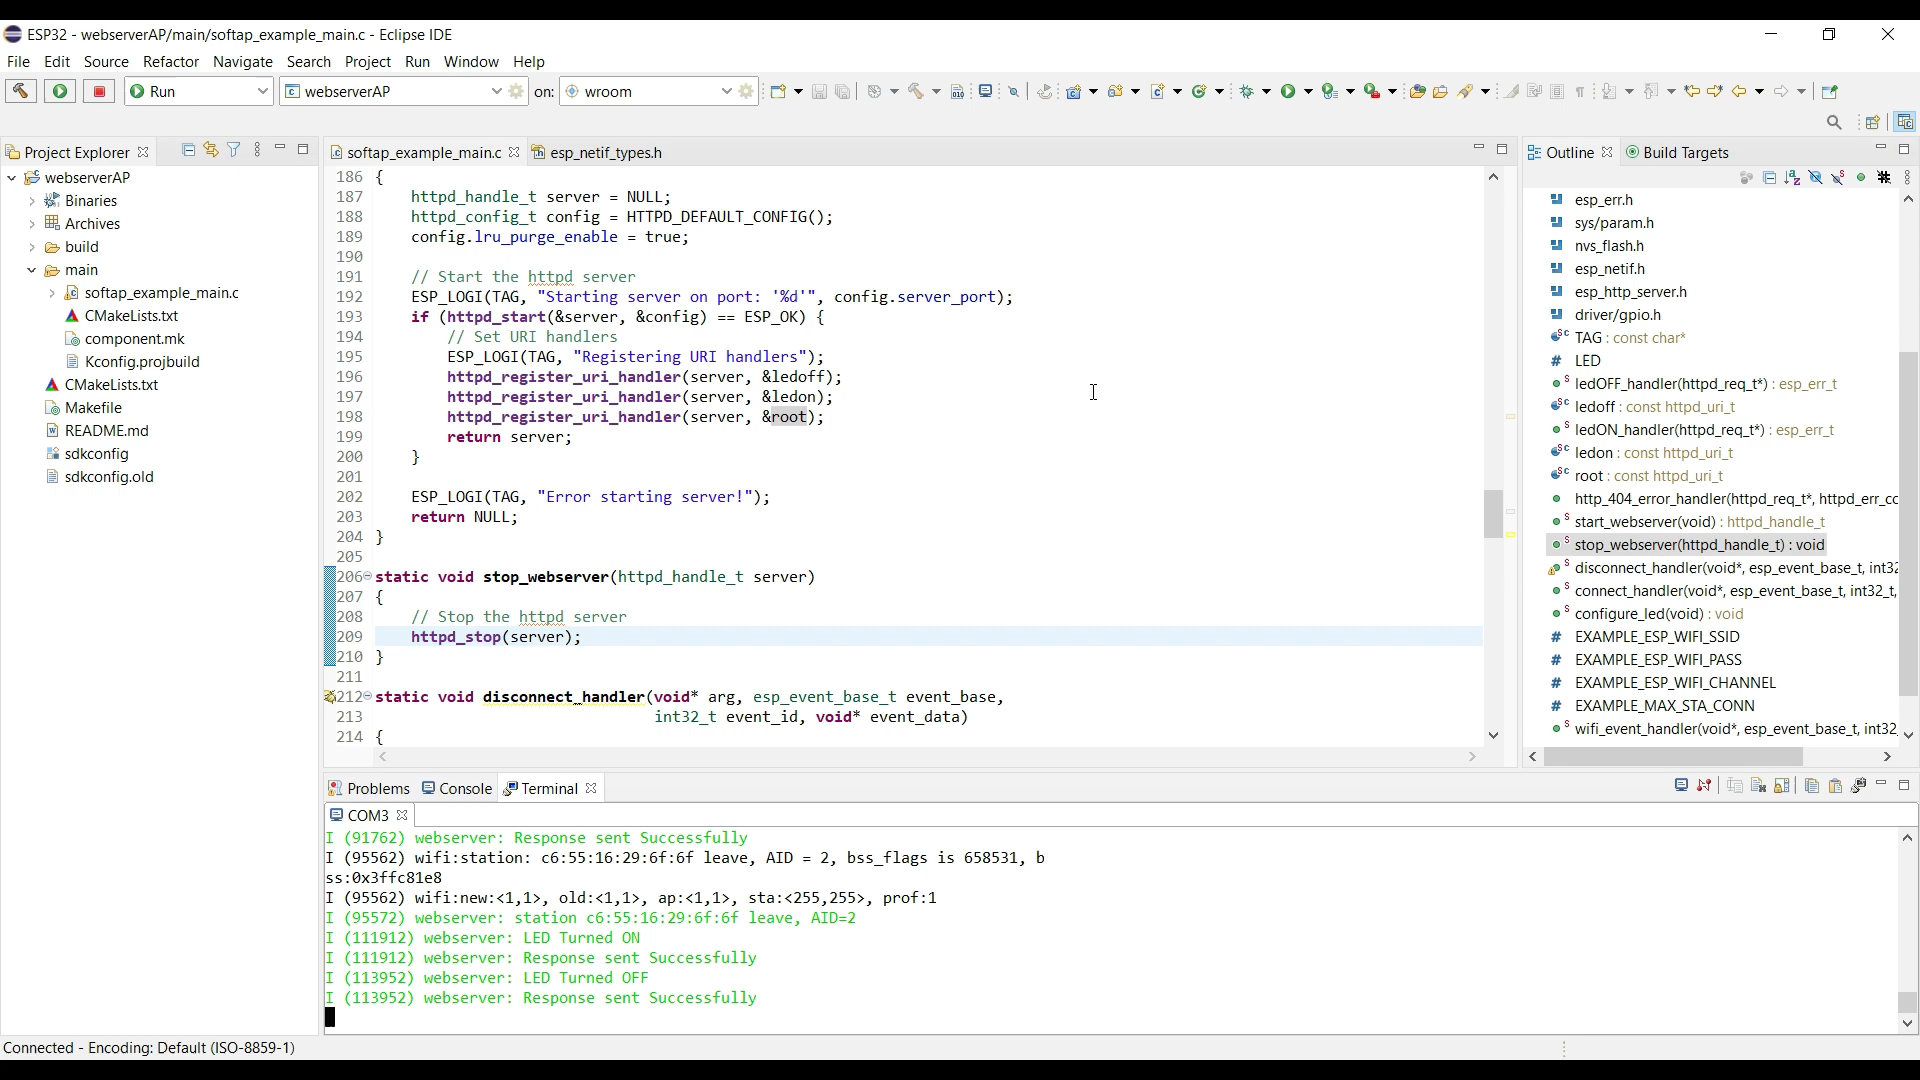 ESP32 - webserverAP/main/softap_example_main.c - Eclipse IDE
File Edit Source Refactor Navigate Search Project Run Window Help
Run webserverAP on: wroom
Project Explorer
webserverAP
Binaries
Archives
build
main
softap_example_main.c
CMakeLists.txt
component.mk
Kconfig.projbuild
CMakeLists.txt
Makefile
README.md
sdkconfig
sdkconfig.old
softap_example_main.c esp_netif_types.h
186 {
187 httpd_handle_t server = NULL;
188 httpd_config_t config = HTTPD_DEFAULT_CONFIG();
189 config.lru_purge_enable = true;
190
191 // Start the httpd server
192 ESP_LOGI(TAG, "Starting server on port: '%d'", config.server_port);
193 if (httpd_start(&server, &config) == ESP_OK) {
194 // Set URI handlers
195 ESP_LOGI(TAG, "Registering URI handlers");
196 httpd_register_uri_handler(server, &ledoff);
197 httpd_register_uri_handler(server, &ledon);
198 httpd_register_uri_handler(server, &root);
199 return server;
200 }
201
202 ESP_LOGI(TAG, "Error starting server!");
203 return NULL;
204 }
205
206 static void stop_webserver(httpd_handle_t server)
207 {
208 // Stop the httpd server
209 httpd_stop(server);
210 }
211
212 static void disconnect_handler(void* arg, esp_event_base_t event_base,
213 int32_t event_id, void* event_data)
214 {
Outline Build Targets
esp_err.h
sys/param.h
nvs_flash.h
esp_netif.h
esp_http_server.h
driver/gpio.h
TAG : const char*
# LED
ledOFF_handler(httpd_req_t*) : esp_err_t
ledoff : const httpd_uri_t
ledON_handler(httpd_req_t*) : esp_err_t
ledon : const httpd_uri_t
root : const httpd_uri_t
http_404_error_handler(httpd_req_t*, httpd_err_cc
start_webserver(void) : httpd_handle_t
stop_webserver(httpd_handle_t) : void
disconnect_handler(void*, esp_event_base_t, int32
connect_handler(void*, esp_event_base_t, int32_t,
configure_led(void) : void
# EXAMPLE_ESP_WIFI_SSID
# EXAMPLE_ESP_WIFI_PASS
# EXAMPLE_ESP_WIFI_CHANNEL
# EXAMPLE_MAX_STA_CONN
wifi_event_handler(void*, esp_event_base_t, int32
Problems Console Terminal
COM3
I (91762) webserver: Response sent Successfully
I (95562) wifi:station: c6:55:16:29:6f:6f leave, AID = 2, bss_flags is 658531, b
ss:0x3ffc81e8
I (95562) wifi:new:<1,1>, old:<1,1>, ap:<1,1>, sta:<255,255>, prof:1
I (95572) webserver: station c6:55:16:29:6f:6f leave, AID=2
I (111912) webserver: LED Turned ON
I (111912) webserver: Response sent Successfully
I (113952) webserver: LED Turned OFF
I (113952) webserver: Response sent Successfully
Connected - Encoding: Default (ISO-8859-1)